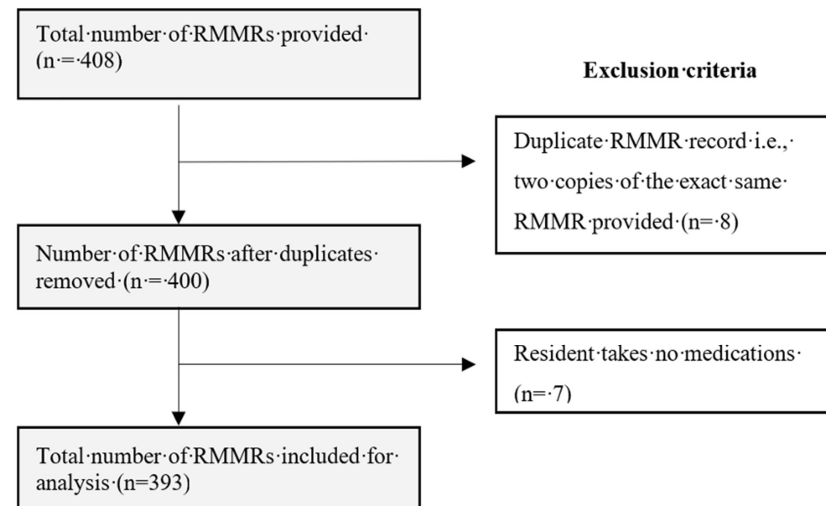 Total·number·of·RMMRs·provided·
(n·=·408)
Exclusion·criteria
Duplicate·RMMR·record·i.e.,·
two·copies·of·the·exact·same·
RMMR·provided·(n=·8)
Number·of·RMMRs·after·duplicates·
removed·(n·=·400)
Resident·takes·no·medications·
(n=·7)
Total·number·of·RMMRs·included·for·
analysis·(n=393)